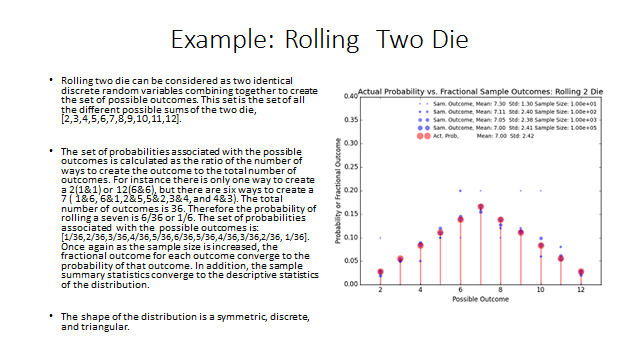 Example: Rolling Two Die
• Rolling two die can be considered as two identical
discrete random variables combining together to create
the set of possible outcomes. This set is the set of all
the different possible sums of the two die,
[2,3,4,5,6,7,8,9,10,11,12].
• The set of probabilities associated with the possible
outcomes is calculated as the ratio of the number of
ways to create the outcome to the total number of
outcomes. For instance there is only one way to create
a 2(1&1) or 12(6&6), but there are six ways to create a
7 ( 1&6, 6&1,2&5,5&2,3&4, and 4&3). The total
number of outcomes is 36. Therefore the probability of
rolling a seven is 6/36 or 1/6. The set of probabilities
associated with the possible outcomes is:
[1/36,2/36,3/36,4/36,5/36,6/36,5/36,4/36,3/36,2/36, 1/36].
Once again as the sample size is increased, the
fractional outcome for each outcome converge to the
probability of that outcome. In addition, the sample
summary statistics converge to the descriptive statistics
of the distribution.
• The shape of the distribution is a symmetric, discrete,
and triangular.
Actual Probability vs. Fractional Sample Outcomes: Rolling 2 Die
Sam. Outcome, Mean: 7.30 Std: 1.30 Sample Size: 1.00e+01
Sam. Outcome, Mean: 7.11 Std: 2.40 Sample Size: 1.00e+02
Sam. Outcome, Mean: 7.05 Std: 2.38 Sample Size: 1.00e+03
Sam. Outcome, Mean: 7.00 Std: 2.41 Sample Size: 1.00e+05
Act. Prob, Mean: 7.00 Std: 2.42
Probability or Fractional Outcome
0.40
0.35
0.30
0.25
0.20
0.15
0.10
0.05
0.00
2 4 6 8 10 12
Possible Outcome